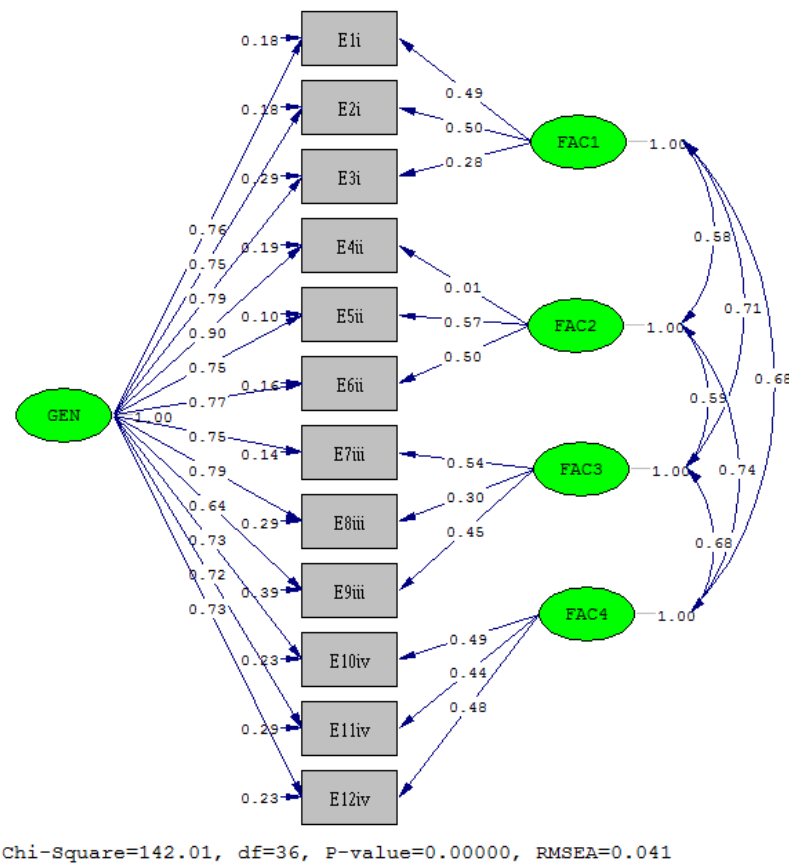 0.18 E1i
0.49
0.18 E2i
0.50
FAC1 1.00
0.28
0.29 E3i
0.76
0.75
0.58
0.79
0.19 E4ii
0.01
0.90
0.71
0.10 E5ii
0.57
FAC2 1.00
0.75
0.50
0.16 E6ii
0.68
0.77
0.59
GEN 1.00
0.75
0.14 E7iii
0.54
FAC3 1.00
0.74
0.79
0.30
0.64
0.29 E8iii
0.45
0.73
0.68
0.72
0.39 E9iii
0.73
FAC4 1.00
0.49
0.23 E10iv
0.44
0.48
0.29 E11iv
0.23 E12iv
Chi-Square=142.01, df=36, P-value=0.00000, RMSEA=0.041